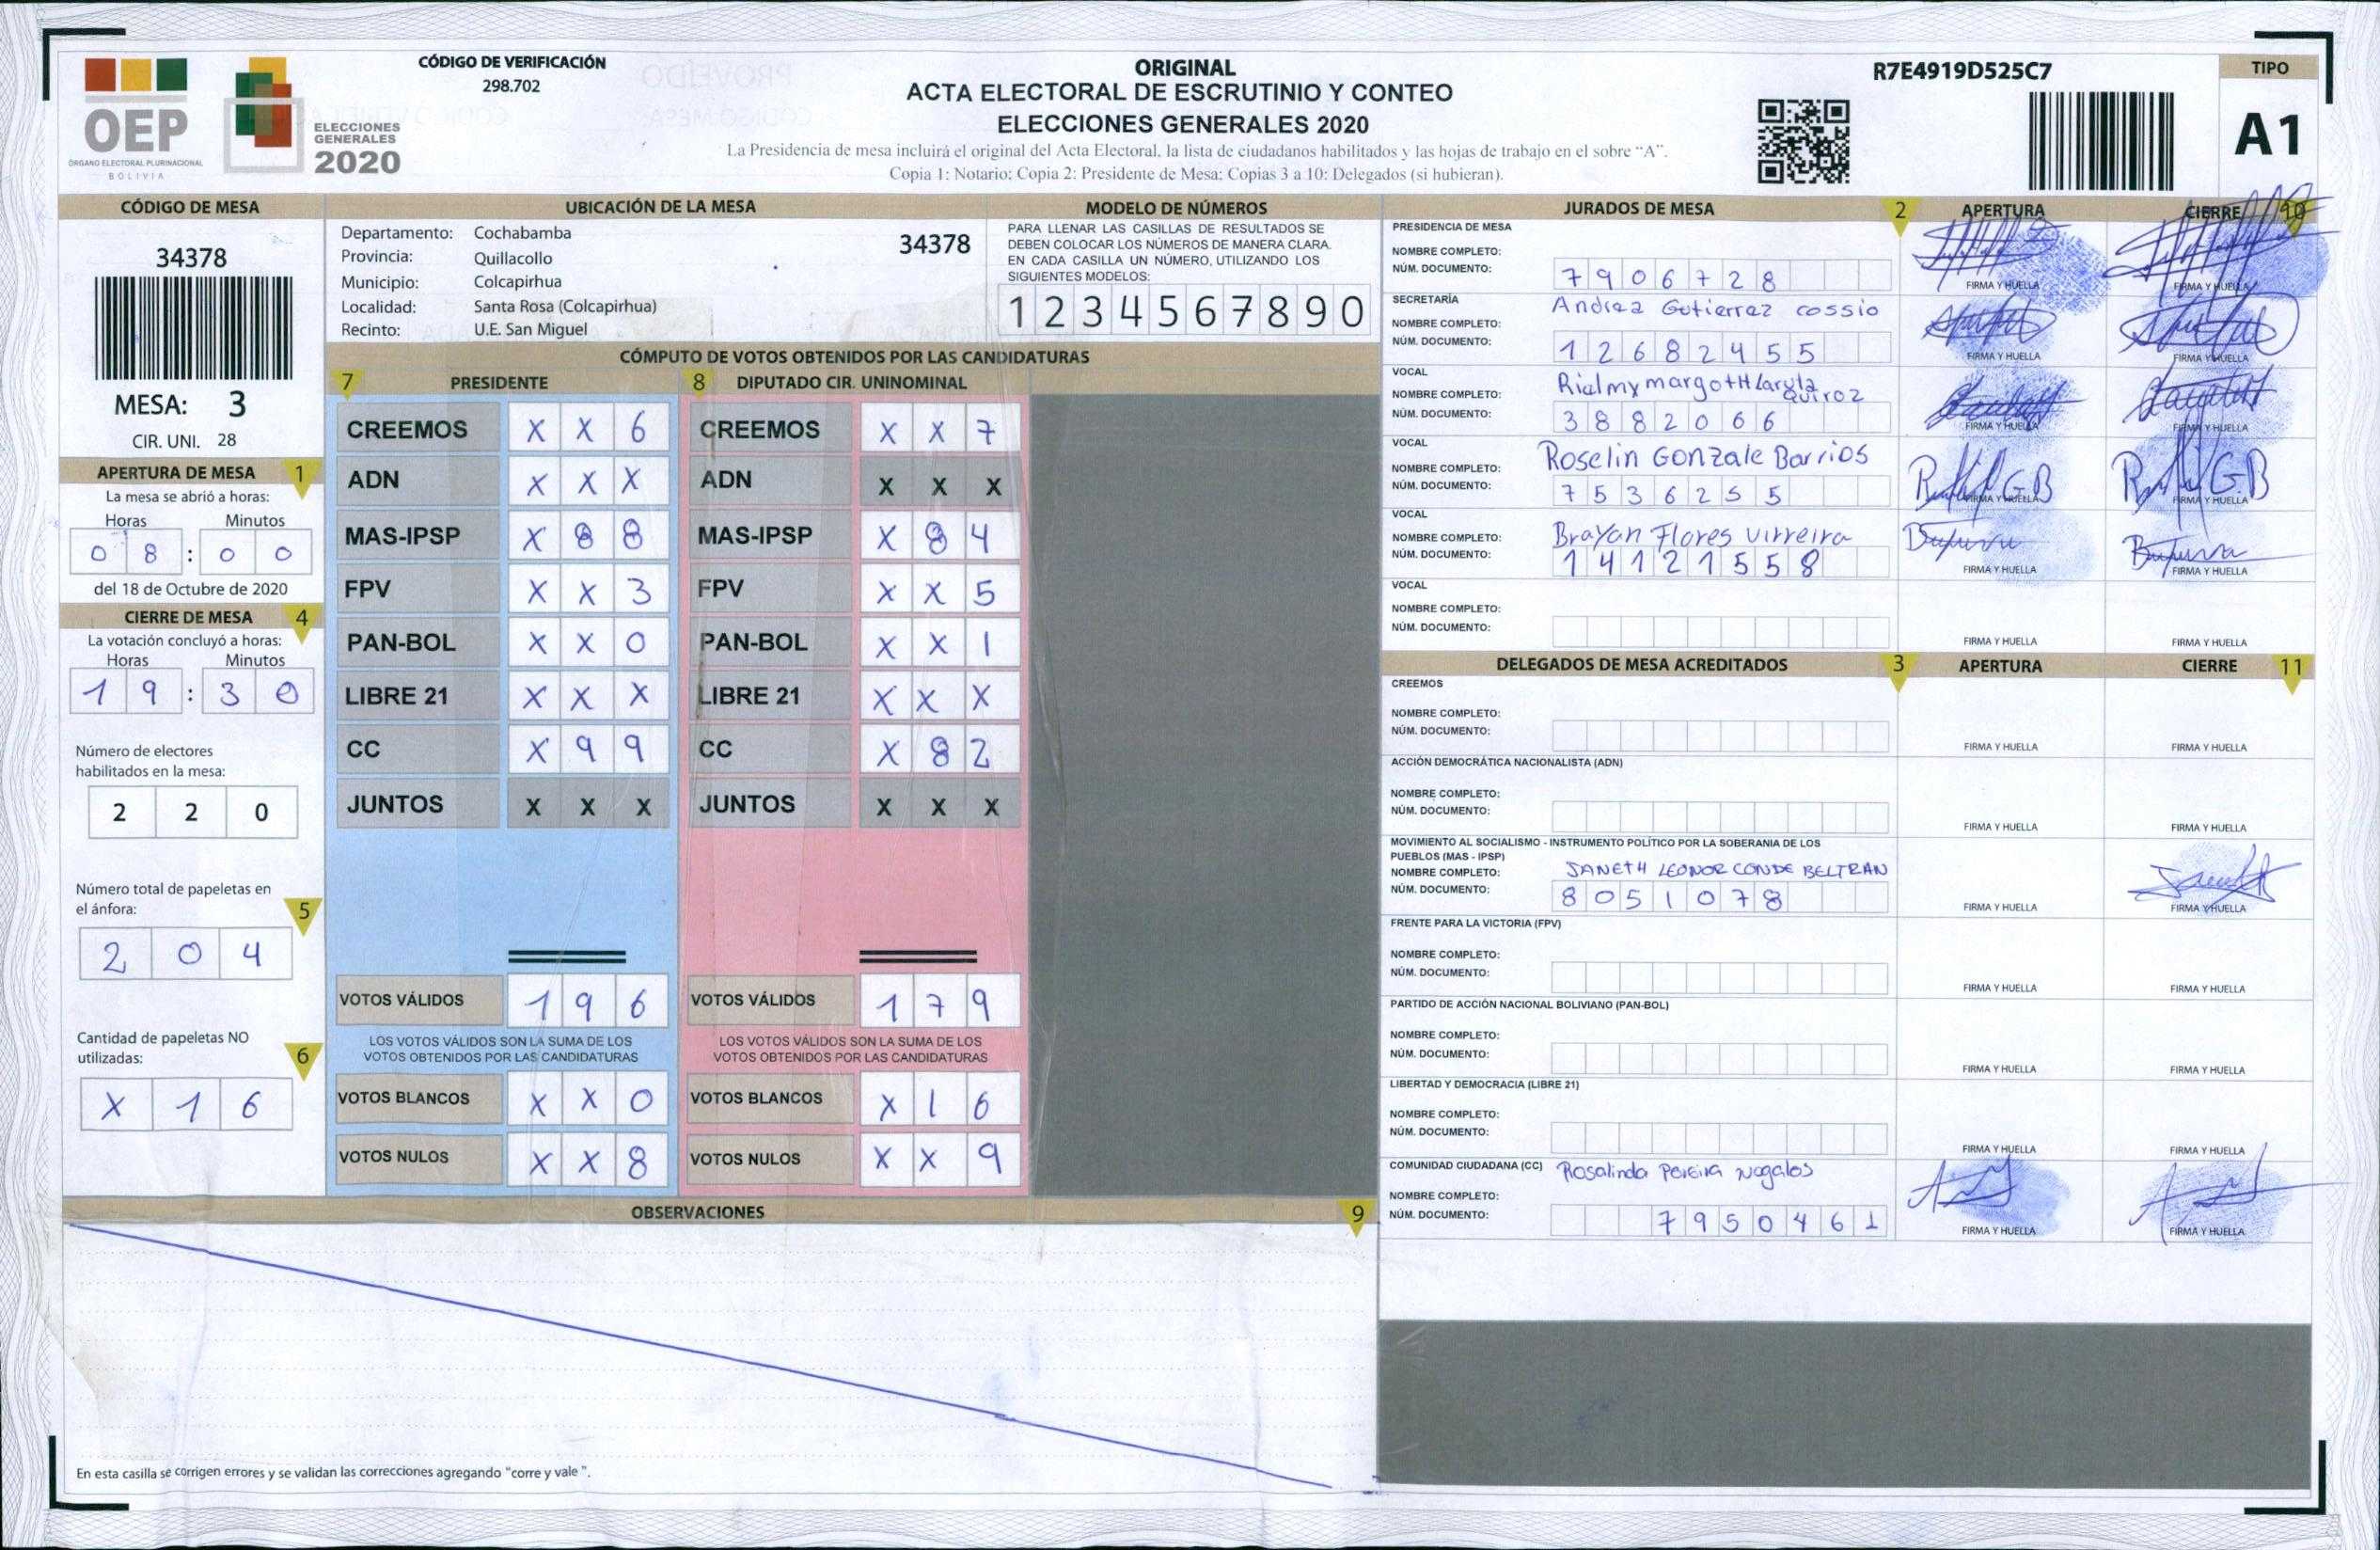 OEP
ÓRGANO ELECTORAL PLURINACIONAL
BOLIVIA
ELECCIONES
GENERALES
2020
CÓDIGO DE VERIFICACIÓN
298.702
ORIGINAL
ACTA ELECTORAL DE ESCRUTINIO Y CONTEO
ELECCIONES GENERALES 2020
La Presidencia de mesa incluirá el original del Acta Electoral, la lista de ciudadanos habilitados y las hojas de trabajo en el sobre “A”.
Copia 1: Notario; Copia 2: Presidente de Mesa; Copias 3 a 10: Delegados (si hubieran).
R7E4919D525C7
TIPO
A1
CÓDIGO DE MESA
34378
MESA: 3
CIR. UNI. 28
APERTURA DE MESA 1
La mesa se abrió a horas:
Horas Minutos
0 8 : 0 0
del 18 de Octubre de 2020
CIERRE DE MESA 4
La votación concluyó a horas:
Horas Minutos
1 9 : 3 0
Número de electores
habilitados en la mesa:
2 2 0
Número total de papeletas en
el ánfora: 5
2 0 4
Cantidad de papeletas NO
utilizadas: 6
X 1 6
UBICACIÓN DE LA MESA
Departamento: Cochabamba 34378
Provincia: Quillacollo
Municipio: Colcapirhua
Localidad: Santa Rosa (Colcapirhua)
Recinto: U.E. San Miguel
MODELO DE NÚMEROS
PARA LLENAR LAS CASILLAS DE RESULTADOS SE
DEBEN COLOCAR LOS NÚMEROS DE MANERA CLARA.
EN CADA CASILLA UN NÚMERO, UTILIZANDO LOS
SIGUIENTES MODELOS:
1 2 3 4 5 6 7 8 9 0
CÓMPUTO DE VOTOS OBTENIDOS POR LAS CANDIDATURAS
7 PRESIDENTE 8 DIPUTADO CIR. UNINOMINAL
CREEMOS X X 6 CREEMOS X X 7
ADN X X X ADN X X X
MAS-IPSP X 8 8 MAS-IPSP X 8 4
FPV X X 3 FPV X X 5
PAN-BOL X X 0 PAN-BOL X X 1
LIBRE 21 X X X LIBRE 21 X X X
CC X 9 9 CC X 8 2
JUNTOS X X X JUNTOS X X X
VOTOS VÁLIDOS 1 9 6 VOTOS VÁLIDOS 1 7 9
LOS VOTOS VÁLIDOS SON LA SUMA DE LOS LOS VOTOS VÁLIDOS SON LA SUMA DE LOS
VOTOS OBTENIDOS POR LAS CANDIDATURAS VOTOS OBTENIDOS POR LAS CANDIDATURAS
VOTOS BLANCOS X X 0 VOTOS BLANCOS X 1 6
VOTOS NULOS X X 8 VOTOS NULOS X X 9
OBSERVACIONES 9
En esta casilla se corrigen errores y se validan las correcciones agregando "corre y vale ".
JURADOS DE MESA 2 APERTURA CIERRE 10
PRESIDENCIA DE MESA
NOMBRE COMPLETO:
NÚM. DOCUMENTO: 7 9 0 6 7 2 8
FIRMA Y HUELLA FIRMA Y HUELLA
SECRETARÍA Andrea Gutierrez cossio
NOMBRE COMPLETO:
NÚM. DOCUMENTO: 1 2 6 8 2 4 5 5
FIRMA Y HUELLA FIRMA Y HUELLA
VOCAL
NOMBRE COMPLETO: Quiroz
NÚM. DOCUMENTO: 3 8 8 2 0 6 6
FIRMA Y HUELLA FIRMA Y HUELLA
VOCAL Roselin Gonzale Barrios
NOMBRE COMPLETO:
NÚM. DOCUMENTO: 7 5 3 6 2 5 5
FIRMA Y HUELLA FIRMA Y HUELLA
VOCAL
NOMBRE COMPLETO: Brayan Flores virreira
NÚM. DOCUMENTO: 1 4 1 2 1 5 5 8
FIRMA Y HUELLA FIRMA Y HUELLA
VOCAL
NOMBRE COMPLETO:
NÚM. DOCUMENTO:
FIRMA Y HUELLA FIRMA Y HUELLA
DELEGADOS DE MESA ACREDITADOS 3 APERTURA CIERRE 11
CREEMOS
NOMBRE COMPLETO:
NÚM. DOCUMENTO:
FIRMA Y HUELLA FIRMA Y HUELLA
ACCIÓN DEMOCRÁTICA NACIONALISTA (ADN)
NOMBRE COMPLETO:
NÚM. DOCUMENTO:
FIRMA Y HUELLA FIRMA Y HUELLA
MOVIMIENTO AL SOCIALISMO - INSTRUMENTO POLÍTICO POR LA SOBERANIA DE LOS
PUEBLOS (MAS - IPSP)
NOMBRE COMPLETO: JANETH LEONOR CONDE BELTRAN
NÚM. DOCUMENTO: 8 0 5 1 0 7 8
FIRMA Y HUELLA FIRMA Y HUELLA
FRENTE PARA LA VICTORIA (FPV)
NOMBRE COMPLETO:
NÚM. DOCUMENTO:
FIRMA Y HUELLA FIRMA Y HUELLA
PARTIDO DE ACCIÓN NACIONAL BOLIVIANO (PAN-BOL)
NOMBRE COMPLETO:
NÚM. DOCUMENTO:
FIRMA Y HUELLA FIRMA Y HUELLA
LIBERTAD Y DEMOCRACIA (LIBRE 21)
NOMBRE COMPLETO:
NÚM. DOCUMENTO:
FIRMA Y HUELLA FIRMA Y HUELLA
COMUNIDAD CIUDADANA (CC) Rosalinda Pereira Nogales
NOMBRE COMPLETO:
NÚM. DOCUMENTO: 7 9 5 0 4 6 1
FIRMA Y HUELLA FIRMA Y HUELLA